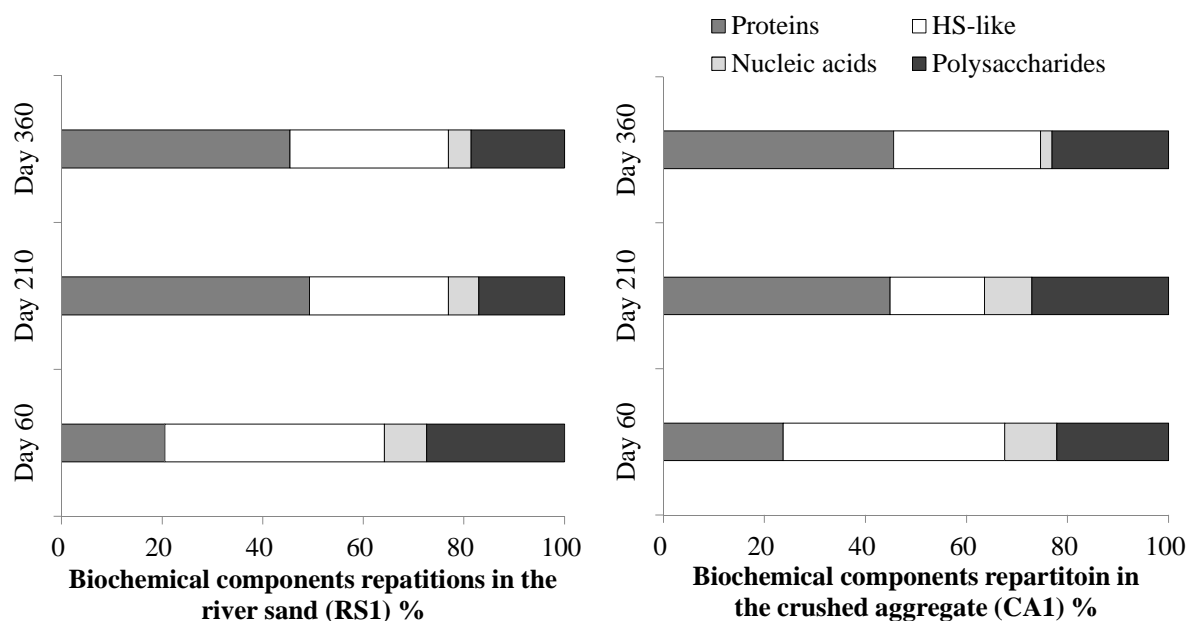 Proteins
HS-like
Nucleic acids
Polysaccharides
Day 360
Day 210
Day 60
0 20 40 60 80 100
Biochemical components repatitions in the
river sand (RS1) %
Day 360
Day 210
Day 60
0 20 40 60 80 100
Biochemical components repartitoin in
the crushed aggregate (CA1) %